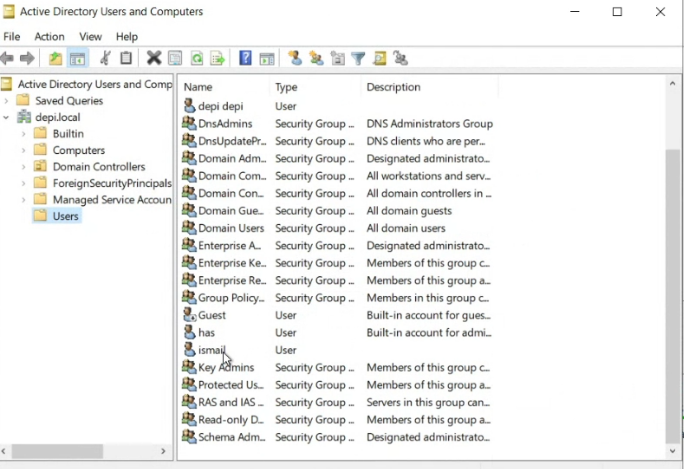 Active Directory Users and Computers
File Action View Help
Active Directory Users and Comp
Saved Queries
depi.local
Builtin
Computers
Domain Controllers
ForeignSecurityPrincipals
Managed Service Accoun
Users
Name Type Description
depi depi User
DnsAdmins Security Group ... DNS Administrators Group
DnsUpdatePr... Security Group ... DNS clients who are per...
Domain Adm... Security Group ... Designated administrato...
Domain Com... Security Group ... All workstations and serv...
Domain Con... Security Group ... All domain controllers in ...
Domain Gue... Security Group ... All domain guests
Domain Users Security Group ... All domain users
Enterprise A... Security Group ... Designated administrato...
Enterprise Ke... Security Group ... Members of this group c...
Enterprise Re... Security Group ... Members of this group a...
Group Policy... Security Group ... Members in this group c...
Guest User Built-in account for gues...
has User Built-in account for admi...
ismail User
Key Admins Security Group ... Members of this group c...
Protected Us... Security Group ... Members of this group a...
RAS and IAS ... Security Group ... Servers in this group can...
Read-only D... Security Group ... Members of this group a...
Schema Adm... Security Group ... Designated administrato...